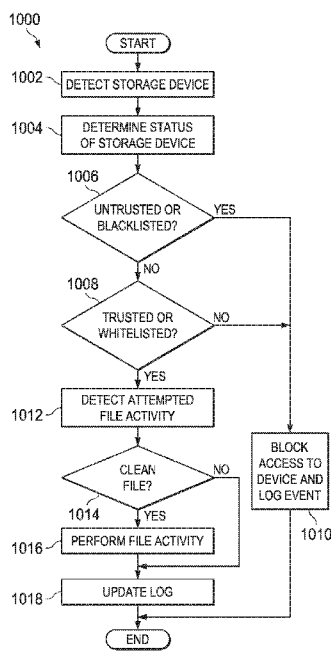 1000
START
1002
DETECT STORAGE DEVICE
1004
DETERMINE STATUS
OF STORAGE DEVICE
1006
UNTRUSTED OR
BLACKLISTED?
YES
NO
1008
TRUSTED OR
WHITELISTED?
NO
YES
1012
DETECT ATTEMPTED
FILE ACTIVITY
BLOCK
ACCESS TO
DEVICE AND
LOG EVENT
1010
CLEAN
FILE?
NO
1014
YES
1016
PERFORM FILE ACTIVITY
1018
UPDATE LOG
END